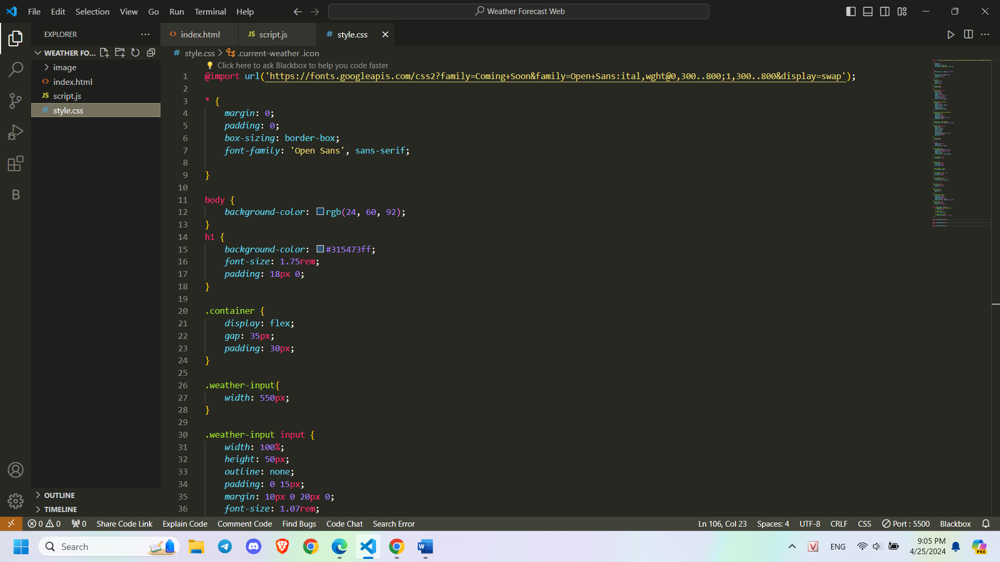 File Edit Selection View Go Run Terminal Help
Weather Forecast Web
EXPLORER
index.html
JS script.js
# style.css
WEATHER FO...
# style.css > .current-weather .icon
image
index.html
JS script.js
# style.css
Click here to ask Blackbox to help you code faster
1 @import url('https://fonts.googleapis.com/css2?family=Coming+Soon&family=Open+Sans:ital,wght@0,300..800;1,300..800&display=swap');
2
3 * {
4 margin: 0;
5 padding: 0;
6 box-sizing: border-box;
7 font-family: 'Open Sans', sans-serif;
8
9 }
10
11 body {
12 background-color: rgb(24, 60, 92);
13 }
14 h1 {
15 background-color: #315473ff;
16 font-size: 1.75rem;
17 padding: 18px 0;
18 }
19
20 .container {
21 display: flex;
22 gap: 35px;
23 padding: 30px;
24 }
25
26 .weather-input{
27 width: 550px;
28 }
29
30 .weather-input input {
31 width: 100%;
32 height: 50px;
33 outline: none;
34 padding: 0 15px;
35 margin: 10px 0 20px 0;
36 font-size: 1.07rem;
B
OUTLINE
TIMELINE
0 0 0 Share Code Link Explain Code Comment Code Find Bugs Code Chat Search Error Ln 106, Col 23 Spaces: 4 UTF-8 CRLF CSS Port : 5500 Blackbox
Search
W
V
ENG
9:05 PM
4/25/2024
PRE